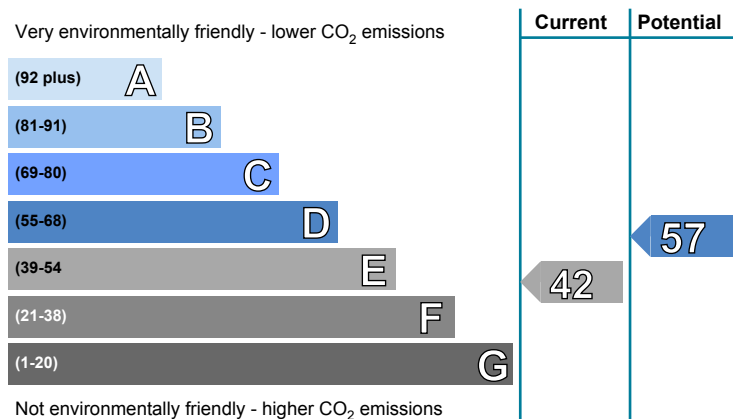 Current Potential
Very environmentally friendly - lower CO₂ emissions
(92 plus) A
(81-91) B
(69-80) C
(55-68) D
57
(39-54 E
42
(21-38) F
(1-20) G
Not environmentally friendly - higher CO₂ emissions